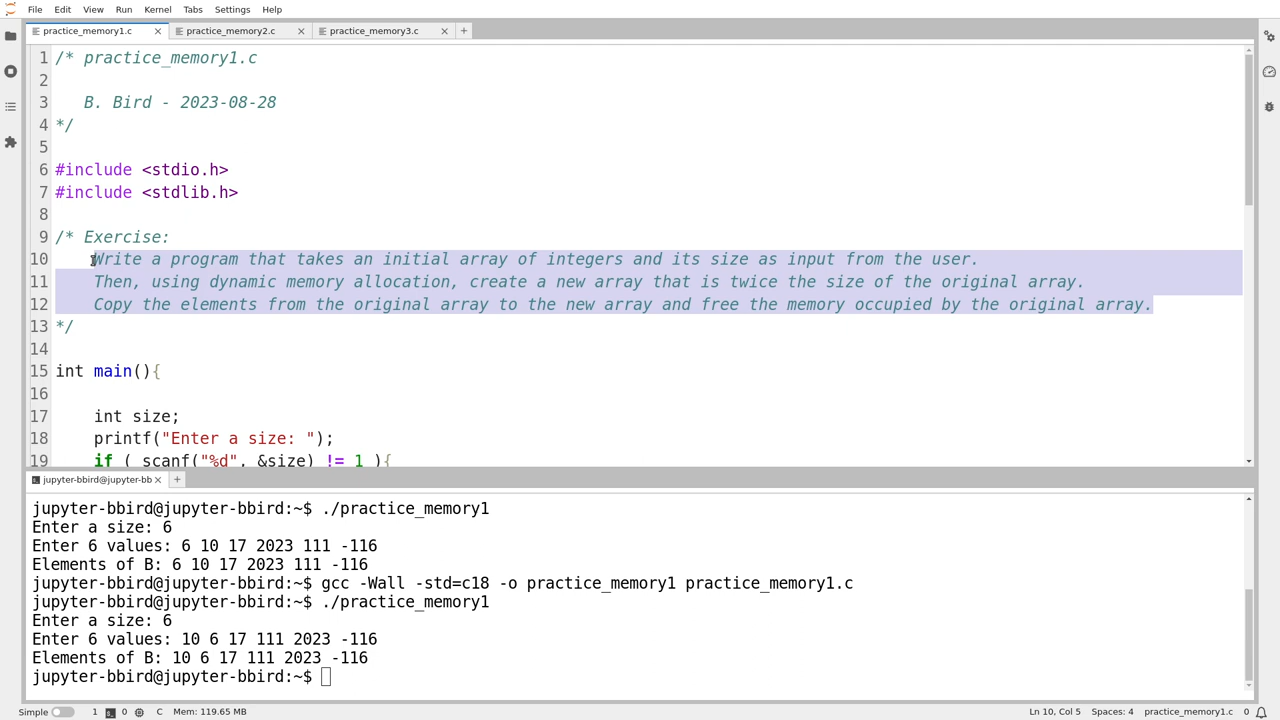 File Edit View Run Kernel Tabs Settings Help
practice_memory1.c practice_memory2.c practice_memory3.c
1 /* practice_memory1.c
2
3 B. Bird - 2023-08-28
4 */
5
6 #include <stdio.h>
7 #include <stdlib.h>
8
9 /* Exercise:
10 Write a program that takes an initial array of integers and its size as input from the user.
11 Then, using dynamic memory allocation, create a new array that is twice the size of the original array.
12 Copy the elements from the original array to the new array and free the memory occupied by the original array.
13 */
14
15 int main(){
16
17 int size;
18 printf("Enter a size: ");
19 if ( scanf("%d", &size) != 1 ){
jupyter-bbird@jupyter-bb
jupyter-bbird@jupyter-bbird:~$ ./practice_memory1
Enter a size: 6
Enter 6 values: 6 10 17 2023 111 -116
Elements of B: 6 10 17 2023 111 -116
jupyter-bbird@jupyter-bbird:~$ gcc -Wall -std=c18 -o practice_memory1 practice_memory1.c
jupyter-bbird@jupyter-bbird:~$ ./practice_memory1
Enter a size: 6
Enter 6 values: 10 6 17 111 2023 -116
Elements of B: 10 6 17 111 2023 -116
jupyter-bbird@jupyter-bbird:~$
Simple 1 0 C Mem: 119.65 MB Ln 10, Col 5 Spaces: 4 practice_memory1.c 0